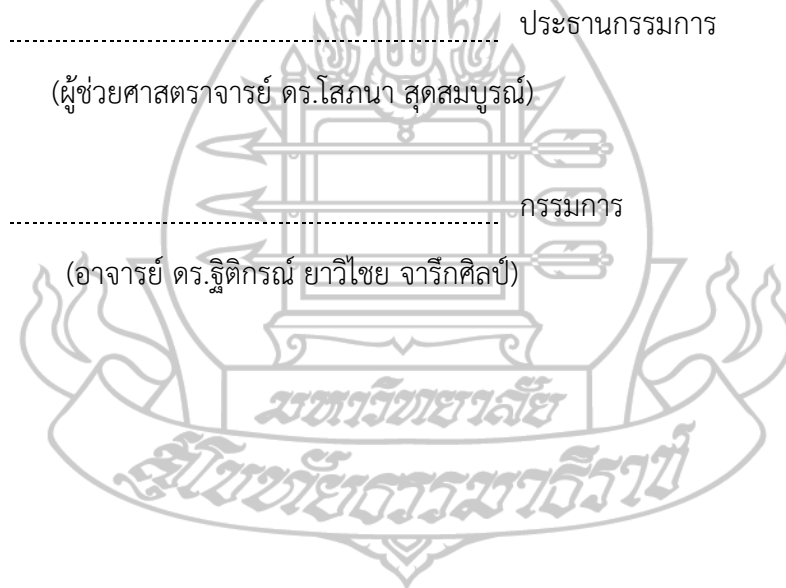 ประธานกรรมการ
(ผู้ช่วยศาสตราจารย์ ดร.โสภนา สุดสมบูรณ์)
กรรมการ
(อาจารย์ ดร.ฐิติกรณ์ ยาวิไชย จารึกศิลป์)
มหาวิทยาลัย
สุโขทัยธรรมาธิราช